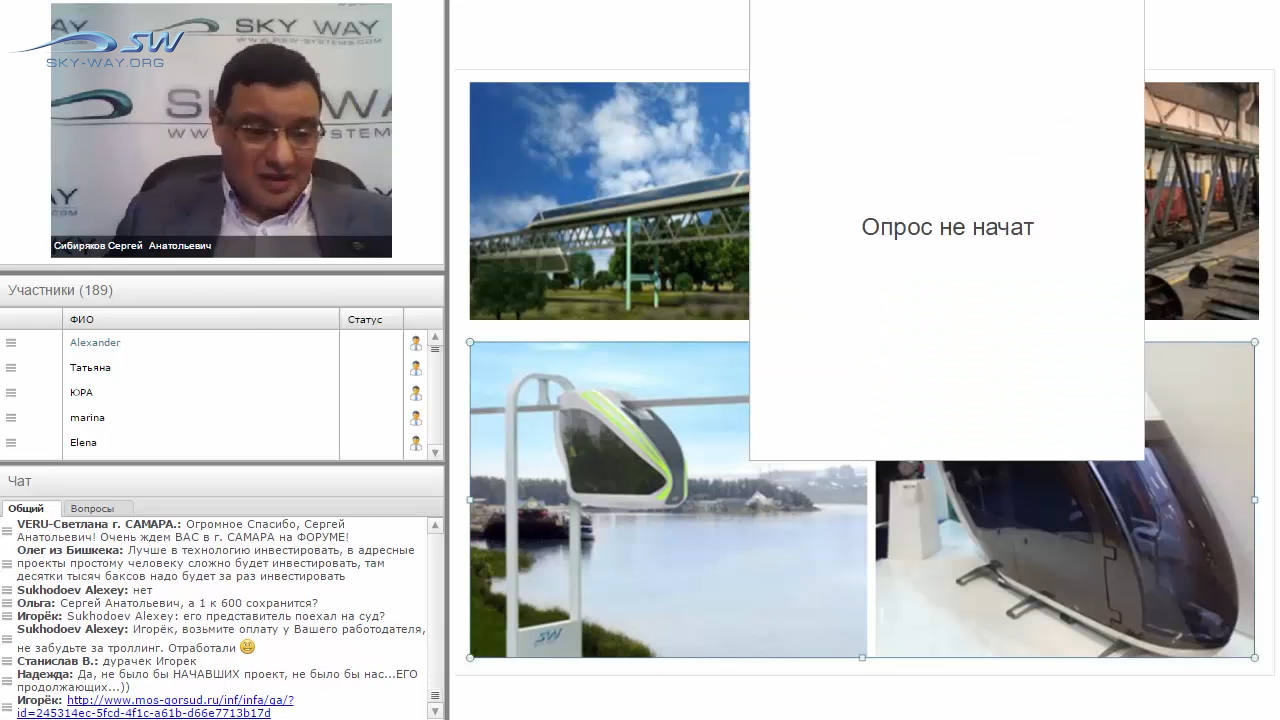 SKY WAY
SW
SKY-WAY.ORG
Сибиряков Сергей Анатольевич
Участники (189)
ФИО
Статус
Alexander
Татьяна
ЮРА
marina
Elena
Чат
Общий
Вопросы
VERU-Светлана г. САМАРА.: Огромное Спасибо, Сергей
Анатольевич! Очень ждем ВАС в г. САМАРА на ФОРУМЕ!
Олег из Бишкека: Лучше в технологию инвестировать, в адресные
проекты простому человеку сложно будет инвестировать, там
десятки тысяч баксов надо будет за раз инвестировать
Sukhodoev Alexey: нет
Ольга: Сергей Анатольевич, а 1 к 600 сохранится?
Игорёк: Sukhodoev Alexey: его представитель поехал на суд?
Sukhodoev Alexey: Игорёк, возьмите оплату у Вашего работодателя,
не забудьте за троллинг. Отработали
Станислав В.: дурачек Игорек
Надежда: Да, не было бы НАЧАВШИХ проект, не было бы нас...ЕГО
продолжающих...))
Игорёк: http://www.mos-gorsud.ru/inf/infa/ga/?
id=245314ec-5fcd-4f1c-a61b-d66e7713b17d
Опрос не начат
SW